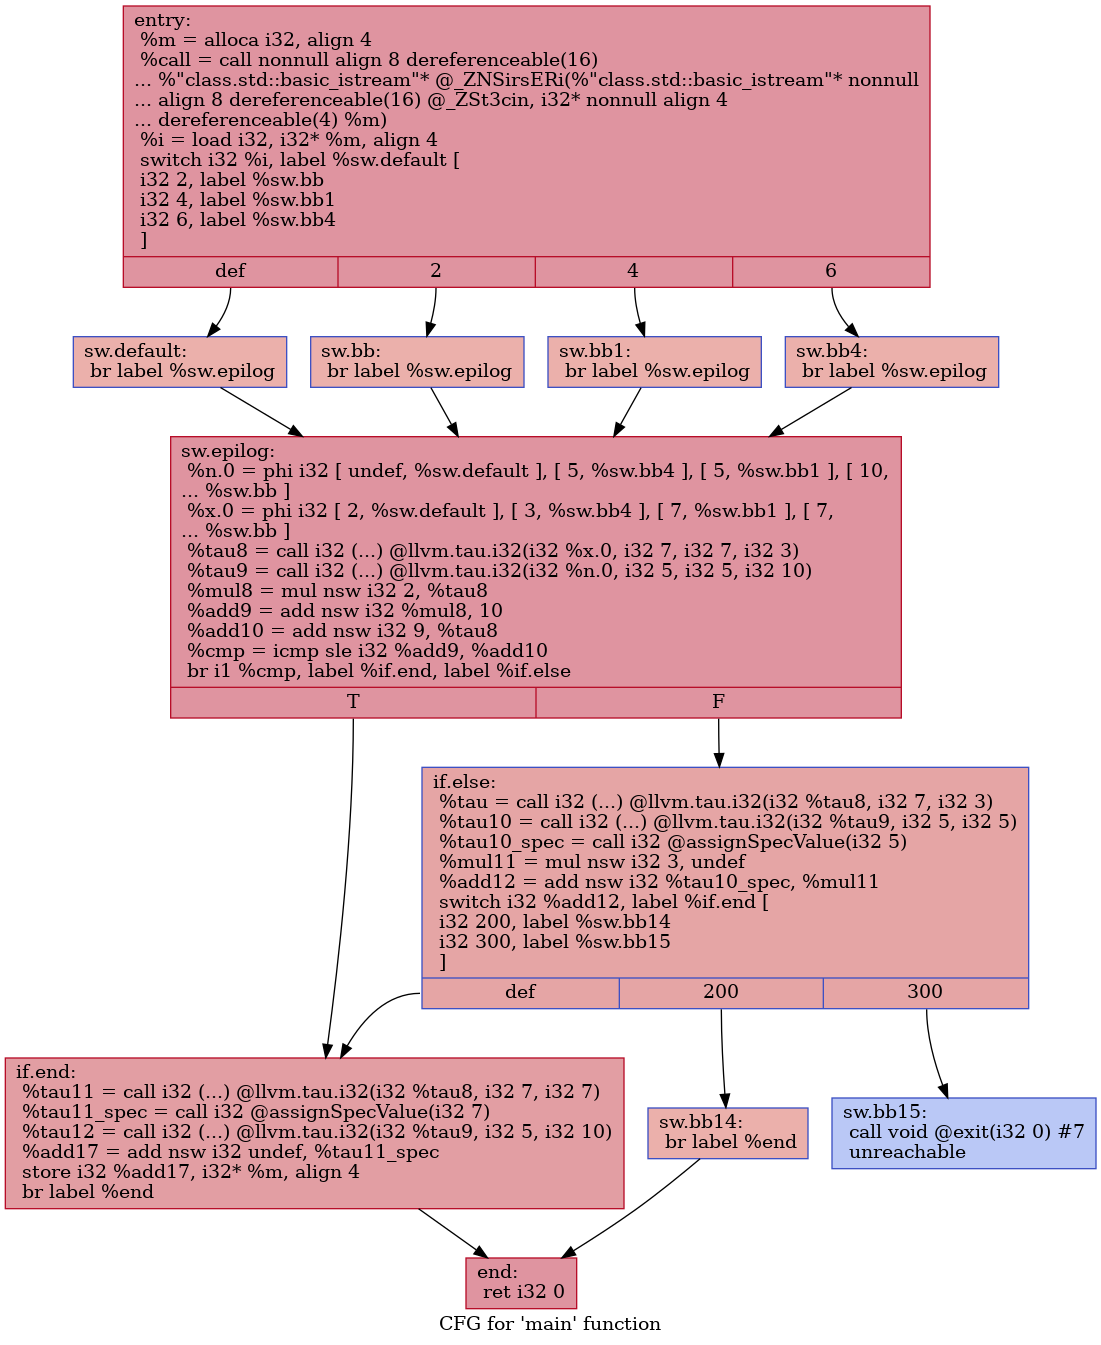 entry:
%m = alloca i32, align 4
%call = call nonnull align 8 dereferenceable(16)
... %"class.std::basic_istream"* @_ZNSirsERi(%"class.std::basic_istream"* nonnull
... align 8 dereferenceable(16) @_ZSt3cin, i32* nonnull align 4
... dereferenceable(4) %m)
%i = load i32, i32* %m, align 4
switch i32 %i, label %sw.default [
i32 2, label %sw.bb
i32 4, label %sw.bb1
i32 6, label %sw.bb4
]
def 2 4 6
sw.default:
br label %sw.epilog
sw.bb:
br label %sw.epilog
sw.bb1:
br label %sw.epilog
sw.bb4:
br label %sw.epilog
sw.epilog:
%n.0 = phi i32 [ undef, %sw.default ], [ 5, %sw.bb4 ], [ 5, %sw.bb1 ], [ 10,
... %sw.bb ]
%x.0 = phi i32 [ 2, %sw.default ], [ 3, %sw.bb4 ], [ 7, %sw.bb1 ], [ 7,
... %sw.bb ]
%tau8 = call i32 (...) @llvm.tau.i32(i32 %x.0, i32 7, i32 7, i32 3)
%tau9 = call i32 (...) @llvm.tau.i32(i32 %n.0, i32 5, i32 5, i32 10)
%mul8 = mul nsw i32 2, %tau8
%add9 = add nsw i32 %mul8, 10
%add10 = add nsw i32 9, %tau8
%cmp = icmp sle i32 %add9, %add10
br i1 %cmp, label %if.end, label %if.else
T F
if.else:
%tau = call i32 (...) @llvm.tau.i32(i32 %tau8, i32 7, i32 3)
%tau10 = call i32 (...) @llvm.tau.i32(i32 %tau9, i32 5, i32 5)
%tau10_spec = call i32 @assignSpecValue(i32 5)
%mul11 = mul nsw i32 3, undef
%add12 = add nsw i32 %tau10_spec, %mul11
switch i32 %add12, label %if.end [
i32 200, label %sw.bb14
i32 300, label %sw.bb15
]
def 200 300
if.end:
%tau11 = call i32 (...) @llvm.tau.i32(i32 %tau8, i32 7, i32 7)
%tau11_spec = call i32 @assignSpecValue(i32 7)
%tau12 = call i32 (...) @llvm.tau.i32(i32 %tau9, i32 5, i32 10)
%add17 = add nsw i32 undef, %tau11_spec
store i32 %add17, i32* %m, align 4
br label %end
sw.bb14:
br label %end
sw.bb15:
call void @exit(i32 0) #7
unreachable
end:
ret i32 0
CFG for 'main' function